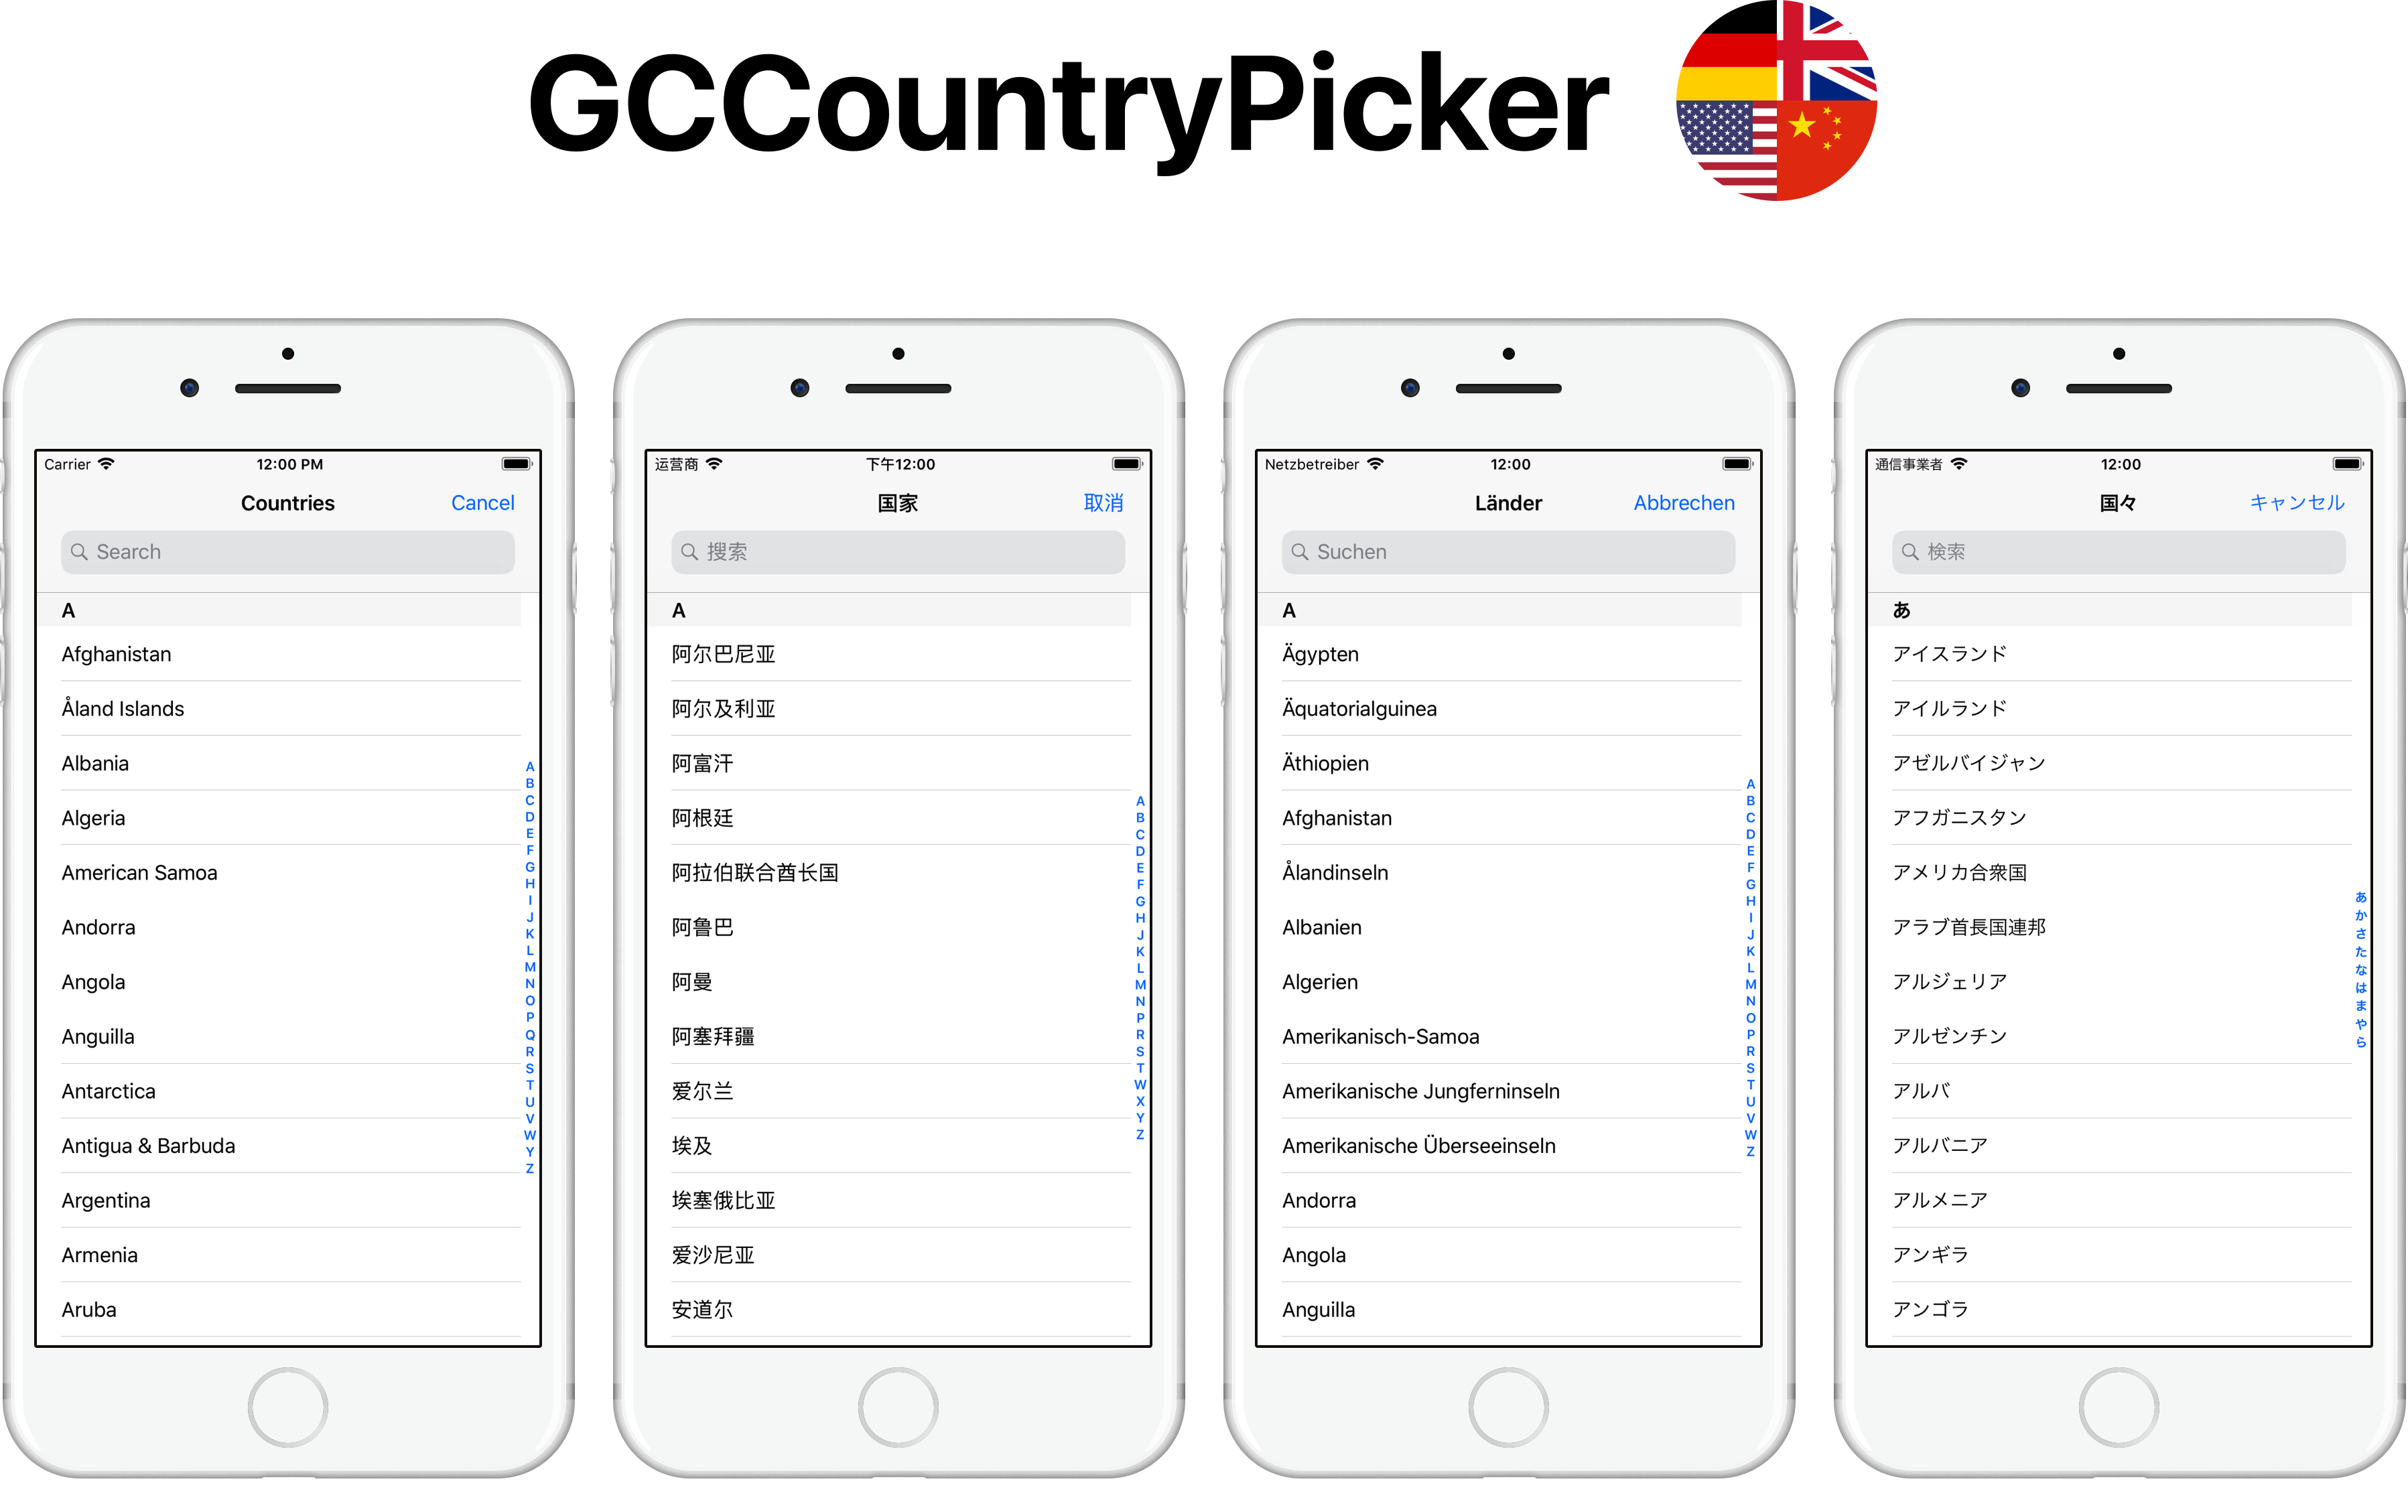 GCCountryPicker
Carrier 12:00 PM
Countries Cancel
Search
A
Afghanistan
Åland Islands
Albania
Algeria
American Samoa
Andorra
Angola
Anguilla
Antarctica
Antigua & Barbuda
Argentina
Armenia
Aruba
A
B
C
D
E
F
G
H
I
J
K
L
M
N
O
P
Q
R
S
T
U
V
W
Y
Z
运营商 下午12:00
国家 取消
搜索
A
阿尔巴尼亚
阿尔及利亚
阿富汗
阿根廷
阿拉伯联合酋长国
阿鲁巴
阿曼
阿塞拜疆
爱尔兰
埃及
埃塞俄比亚
爱沙尼亚
安道尔
A
B
C
D
E
F
G
H
J
K
L
M
N
P
R
S
T
W
X
Y
Z
Netzbetreiber 12:00
Länder Abbrechen
Suchen
A
Ägypten
Äquatorialguinea
Äthiopien
Afghanistan
Ålandinseln
Albanien
Algerien
Amerikanisch-Samoa
Amerikanische Jungferninseln
Amerikanische Überseeinseln
Andorra
Angola
Anguilla
A
B
C
D
E
F
G
H
I
J
K
L
M
N
O
P
R
S
T
U
V
W
Z
通信事業者 12:00
国々 キャンセル
検索
あ
アイスランド
アイルランド
アゼルバイジャン
アフガニスタン
アメリカ合衆国
アラブ首長国連邦
アルジェリア
アルゼンチン
アルバ
アルバニア
アルメニア
アンギラ
アンゴラ
あ
か
さ
た
な
は
ま
や
ら